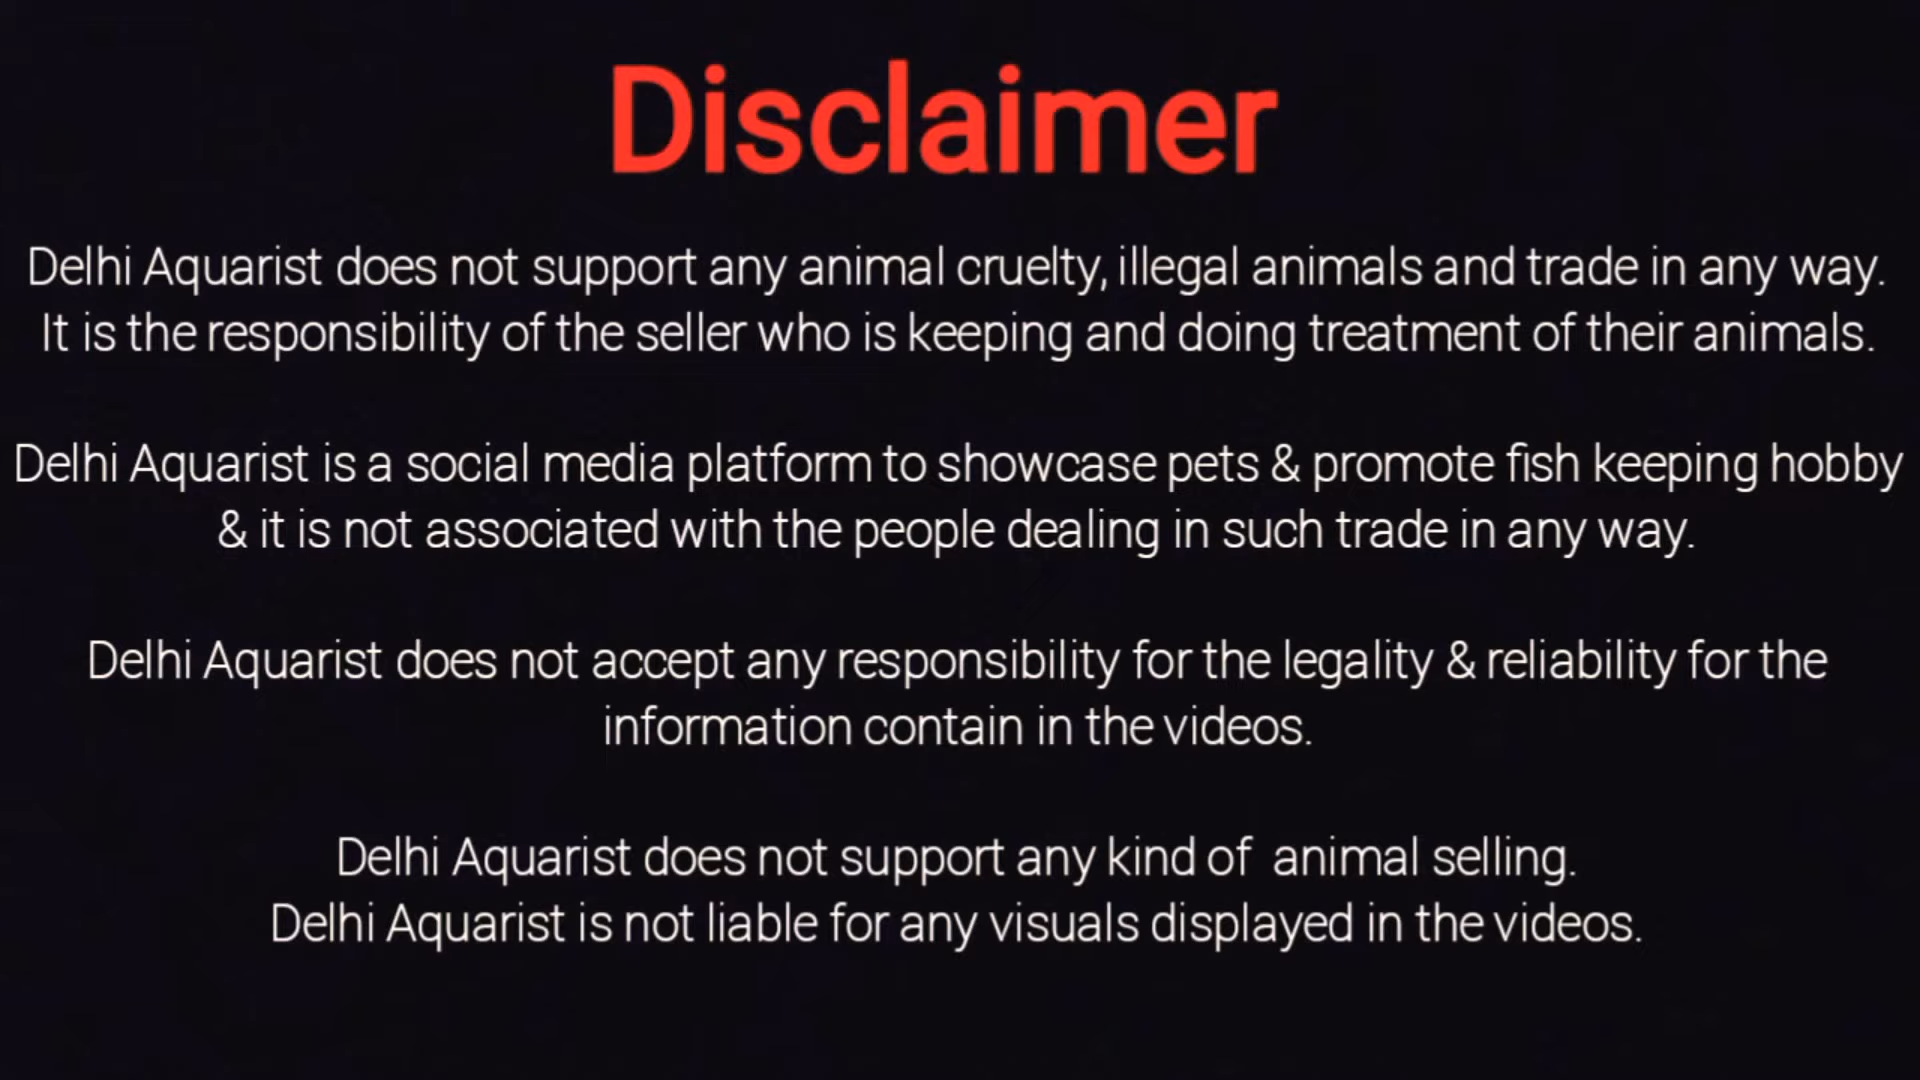 Disclaimer
Delhi Aquarist does not support any animal cruelty, illegal animals and trade in any way.
It is the responsibility of the seller who is keeping and doing treatment of their animals.
Delhi Aquarist is a social media platform to showcase pets & promote fish keeping hobby
& it is not associated with the people dealing in such trade in any way.
Delhi Aquarist does not accept any responsibility for the legality & reliability for the
information contain in the videos.
Delhi Aquarist does not support any kind of animal selling.
Delhi Aquarist is not liable for any visuals displayed in the videos.